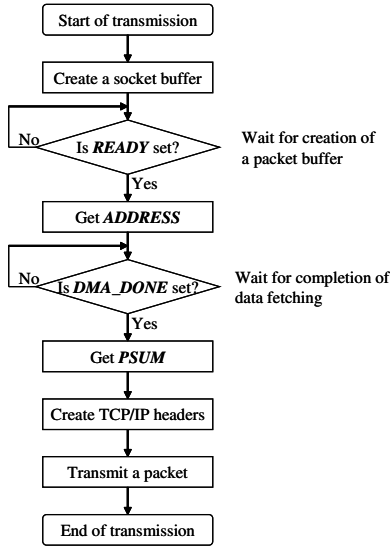 Start of transmission
Create a socket buffer
No
Is READY set?
Wait for creation of
a packet buffer
Yes
Get ADDRESS
No
Is DMA_DONE set?
Wait for completion of
data fetching
Yes
Get PSUM
Create TCP/IP headers
Transmit a packet
End of transmission